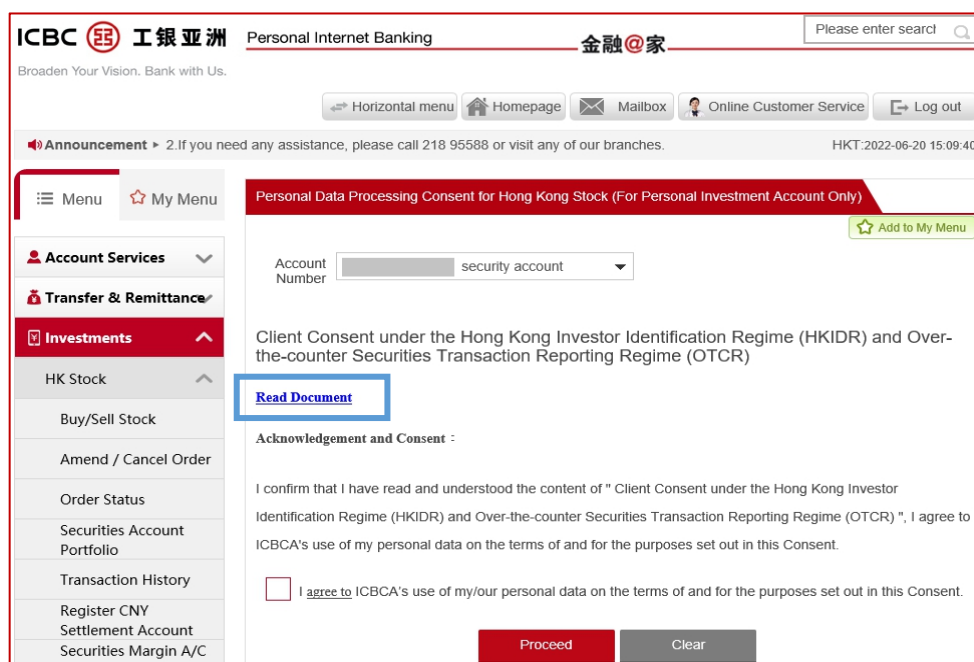 ICBC 工银亚洲
Personal Internet Banking
金融@家
Please enter search
Broaden Your Vision. Bank with Us.
Horizontal menu
Homepage
Mailbox
Online Customer Service
Log out
Announcement
2.If you need any assistance, please call 218 95588 or visit any of our branches.
HKT:2022-06-20 15:09:40
Menu
My Menu
Personal Data Processing Consent for Hong Kong Stock (For Personal Investment Account Only)
Add to My Menu
Account Services
Transfer & Remittance
Investments
HK Stock
Buy/Sell Stock
Amend / Cancel Order
Order Status
Securities Account
Portfolio
Transaction History
Register CNY
Settlement Account
Securities Margin A/C
Account
Number
security account
Client Consent under the Hong Kong Investor Identification Regime (HKIDR) and Over-
the-counter Securities Transaction Reporting Regime (OTCR)
Read Document
Acknowledgement and Consent：
I confirm that I have read and understood the content of " Client Consent under the Hong Kong Investor
Identification Regime (HKIDR) and Over-the-counter Securities Transaction Reporting Regime (OTCR) ", I agree to
ICBCA's use of my personal data on the terms of and for the purposes set out in this Consent.
I agree to ICBCA's use of my/our personal data on the terms of and for the purposes set out in this Consent.
Proceed
Clear